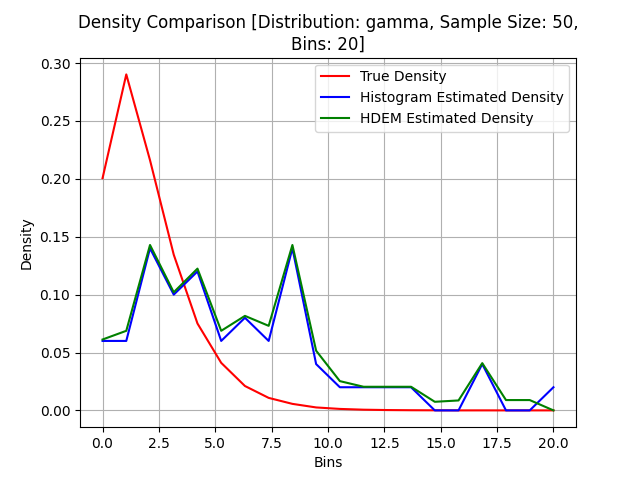 Density Comparison [Distribution: gamma, Sample Size: 50,
Bins: 20]
True Density
Histogram Estimated Density
HDEM Estimated Density
Density
0.30
0.25
0.20
0.15
0.10
0.05
0.00
0.0 2.5 5.0 7.5 10.0 12.5 15.0 17.5 20.0
Bins